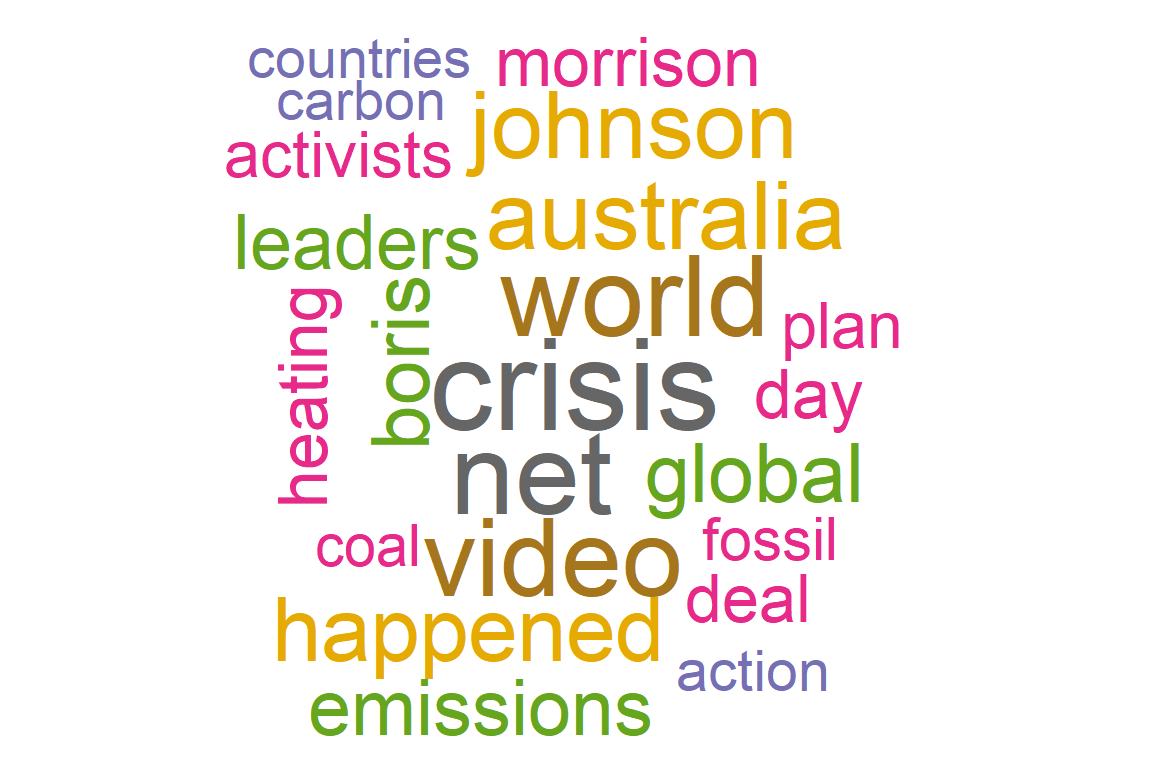 countries
morrison
carbon
johnson
activists
australia
leaders
world
heating
boris
plan
crisis
day
net
global
coal
video
fossil
happened
deal
action
emissions